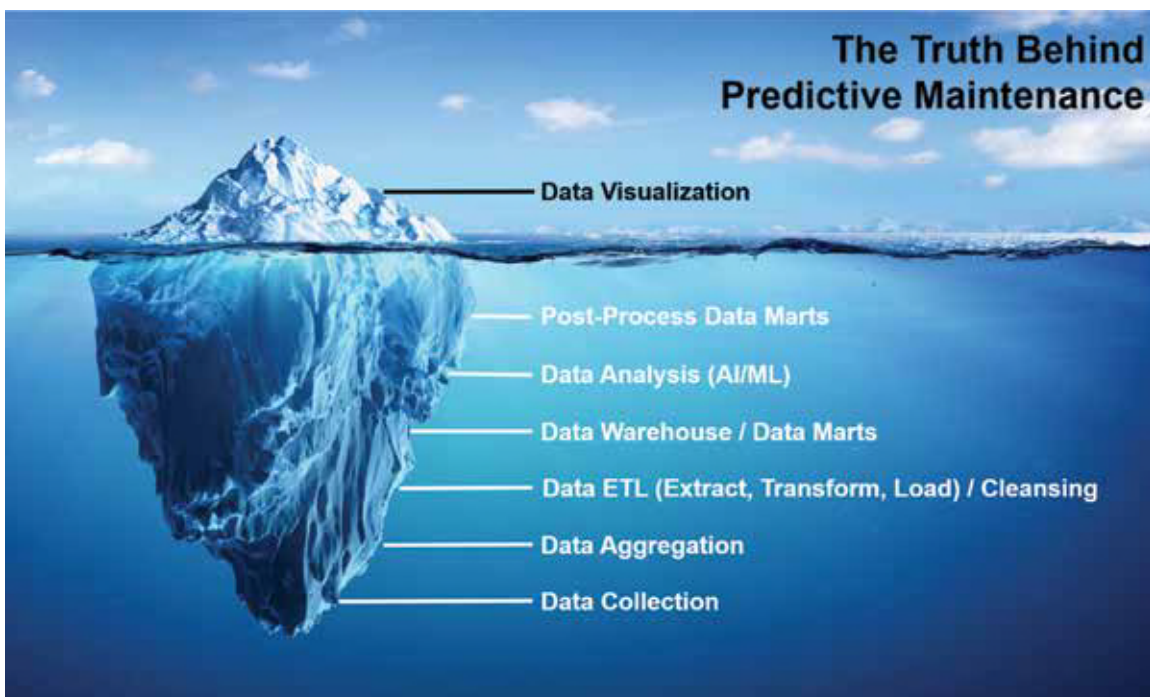 The Truth Behind
Predictive Maintenance
Data Visualization
Post-Process Data Marts
Data Analysis (AI/ML)
Data Warehouse / Data Marts
Data ETL (Extract, Transform, Load) / Cleansing
Data Aggregation
Data Collection